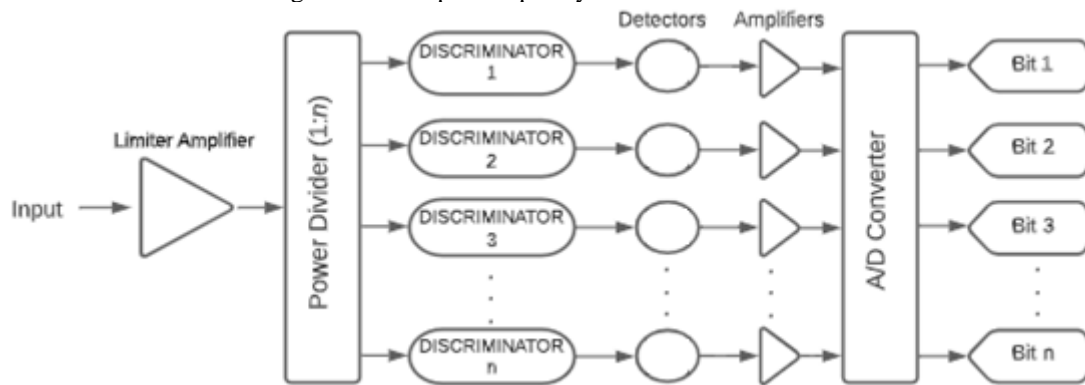 Detectors Amplifiers
DISCRIMINATOR
1
Bit 1
Limiter Amplifier
DISCRIMINATOR
2
Bit 2
Input
Power Divider (1:n)
DISCRIMINATOR
3
A/D Converter
Bit 3
DISCRIMINATOR
n
Bit n